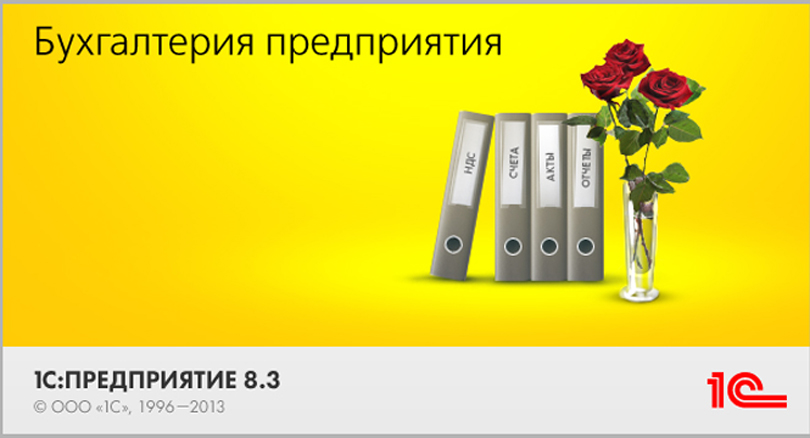 Бухгалтерия предприятия
НДС
СЧЕТА
АКТЫ
ОТЧЕТЫ
1С:ПРЕДПРИЯТИЕ 8.3
© ООО «1С», 1996—2013
1С